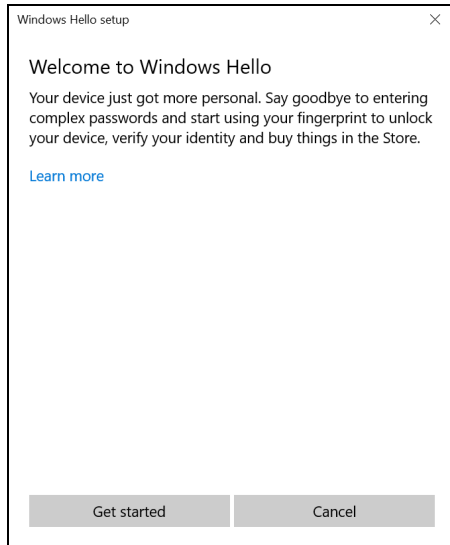 Windows Hello setup
Welcome to Windows Hello
Your device just got more personal. Say goodbye to entering
complex passwords and start using your fingerprint to unlock
your device, verify your identity and buy things in the Store.
Learn more
Get started
Cancel